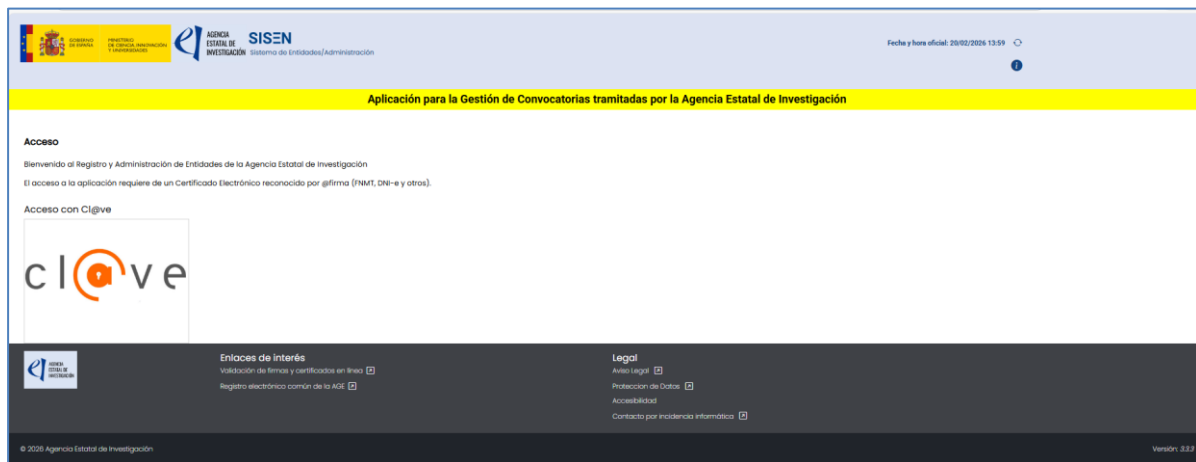 GOBIERNO
DE ESPAÑA
MINISTERIO
DE CIENCIA, INNOVACIÓN
Y UNIVERSIDADES
AGENCIA
ESTATAL DE
INVESTIGACIÓN
SISEN
Sistema de Entidades/Administración
Fecha y hora oficial: 20/02/2026 13:59
Aplicación para la Gestión de Convocatorias tramitadas por la Agencia Estatal de Investigación
Acceso
Bienvenido al Registro y Administración de Entidades de la Agencia Estatal de Investigación
El acceso a la aplicación requiere de un Certificado Electrónico reconocido por @firma (FNMT, DNI-e y otros).
Acceso con Cl@ve
cl@ve
AGENCIA
ESTATAL DE
INVESTIGACIÓN
Enlaces de interés
Validación de firmas y certificados en línea
Registro electrónico común de la AGE
Legal
Aviso Legal
Proteccion de Datos
Accesibilidad
Contacto por incidencia informática
© 2026 Agencia Estatal de Investigación
Versión: 3.3.3